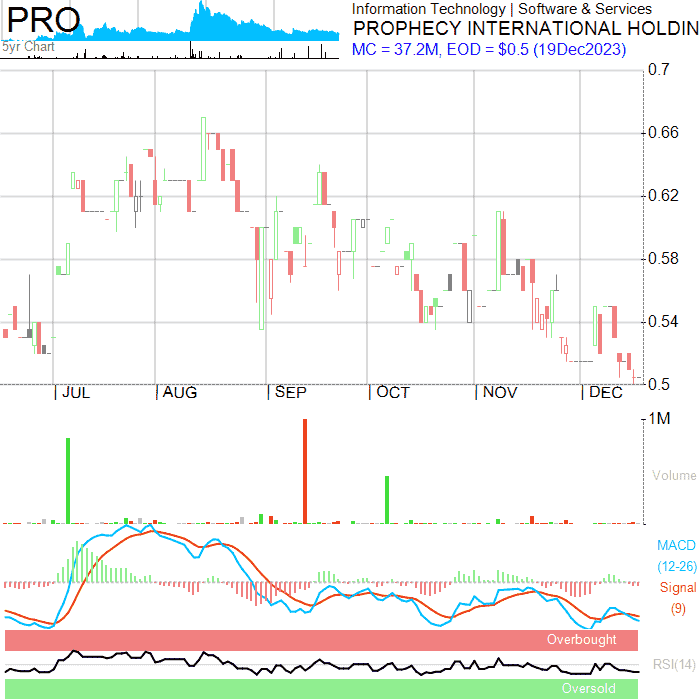 PRO
5yr Chart
Information Technology | Software & Services
PROPHECY INTERNATIONAL HOLDIN
MC = 37.2M, EOD = $0.5 (19Dec2023)
0.7
0.66
0.62
0.58
0.54
0.5
JUL
AUG
SEP
OCT
NOV
DEC
1M
Volume
MACD
(12-26)
Signal
(9)
Overbought
RSI(14)
Oversold